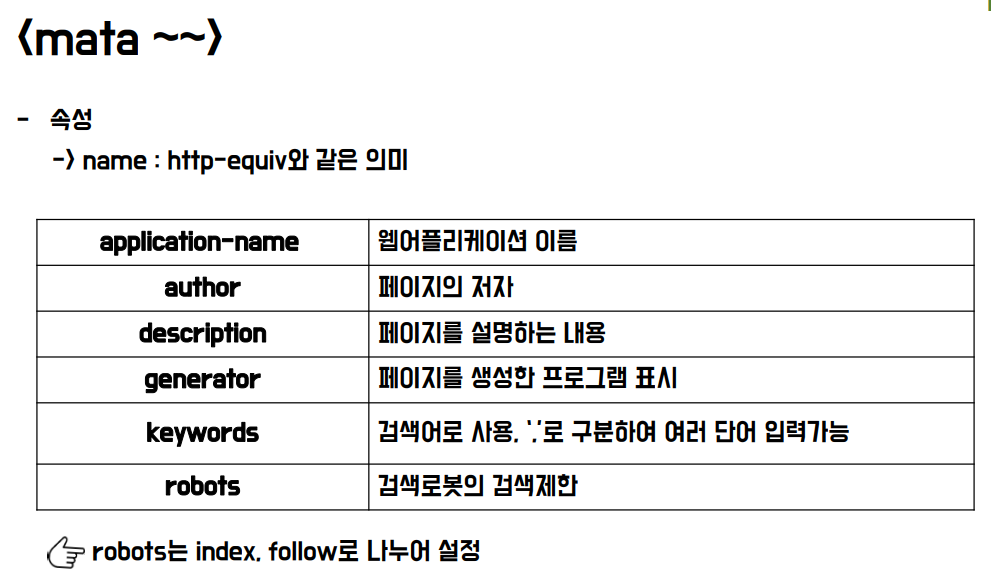 <mata ~~>
- 속성
-> name : http-equiv와 같은 의미
application-name 웹어플리케이션 이름
author 페이지의 저자
description 페이지를 설명하는 내용
generator 페이지를 생성한 프로그램 표시
keywords 검색어로 사용, ‘,’로 구분하여 여러 단어 입력가능
robots 검색로봇의 검색제한
robots는 index, follow로 나누어 설정